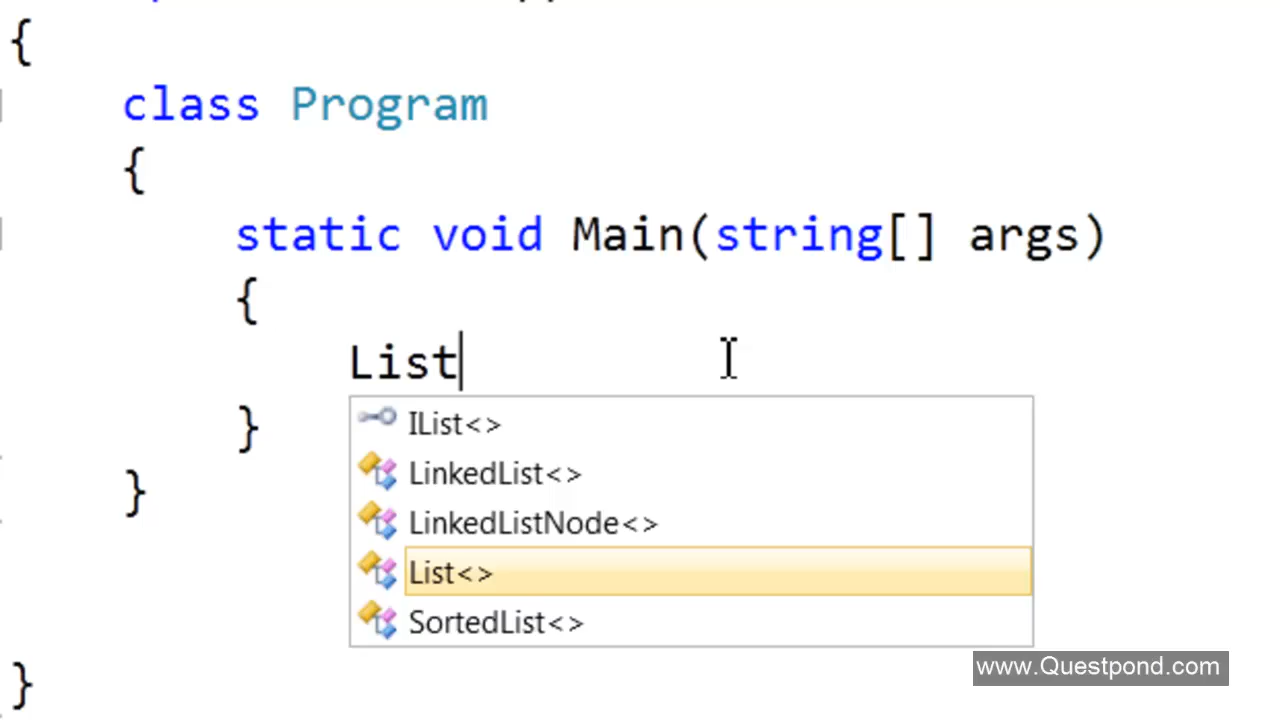 {
class Program
{
static void Main(string[] args)
{
List
IList<>
}
LinkedList<>
}
LinkedListNode<>
List<>
SortedList<>
www.Questpond.com
}